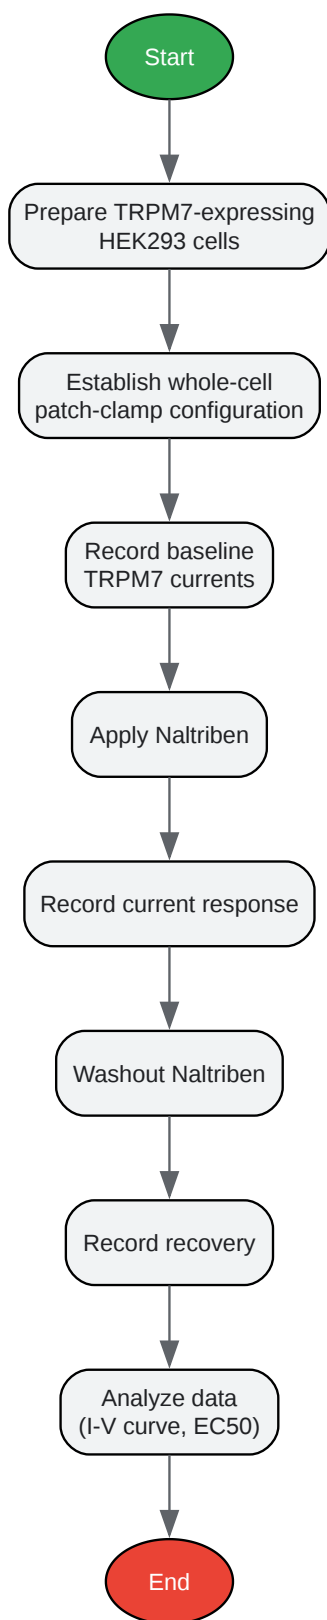 Start
Prepare TRPM7-expressing
HEK293 cells
Establish whole-cell
patch-clamp configuration
Record baseline
TRPM7 currents
Apply Naltriben
Record current response
Washout Naltriben
Record recovery
Analyze data
(I-V curve, EC50)
End